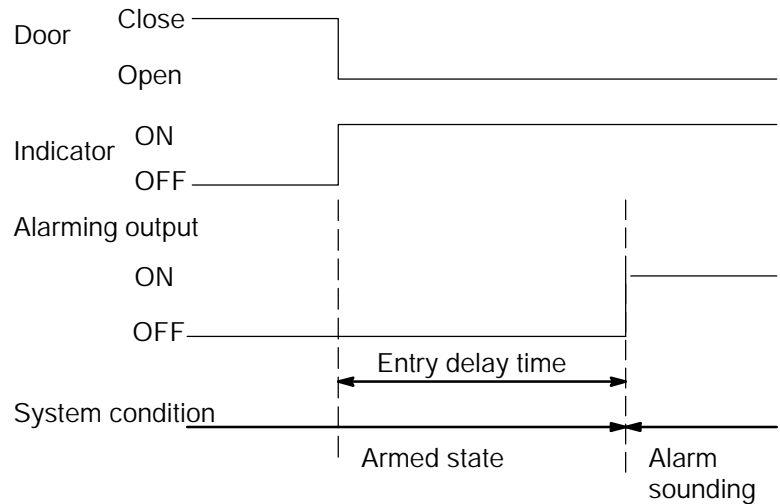 Close
Door
Open
ON
Indicator
OFF
Alarming output
ON
OFF
Entry delay time
System condition
Armed state
Alarm
sounding